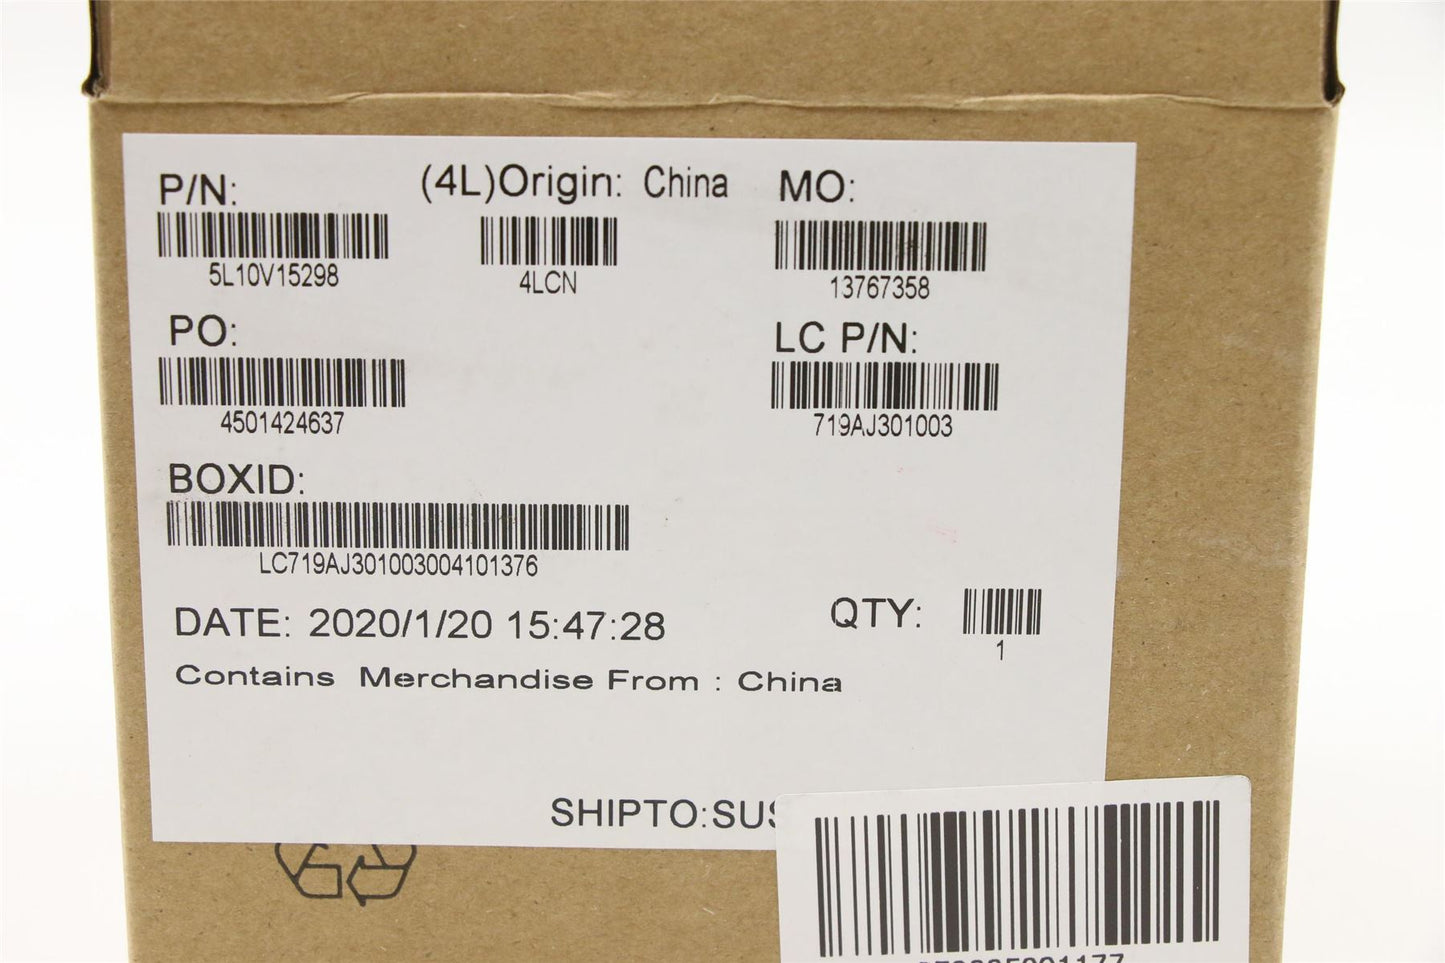 P/N: (4L)Origin: China MO:
5L10V15298 4LCN 13767358
PO: LC P/N:
4501424637 719AJ301003
BOXID:
LC719AJ301003004101376
DATE: 2020/1/20 15:47:28 QTY:
1
Contains Merchandise From : China
SHIPTO:SUS